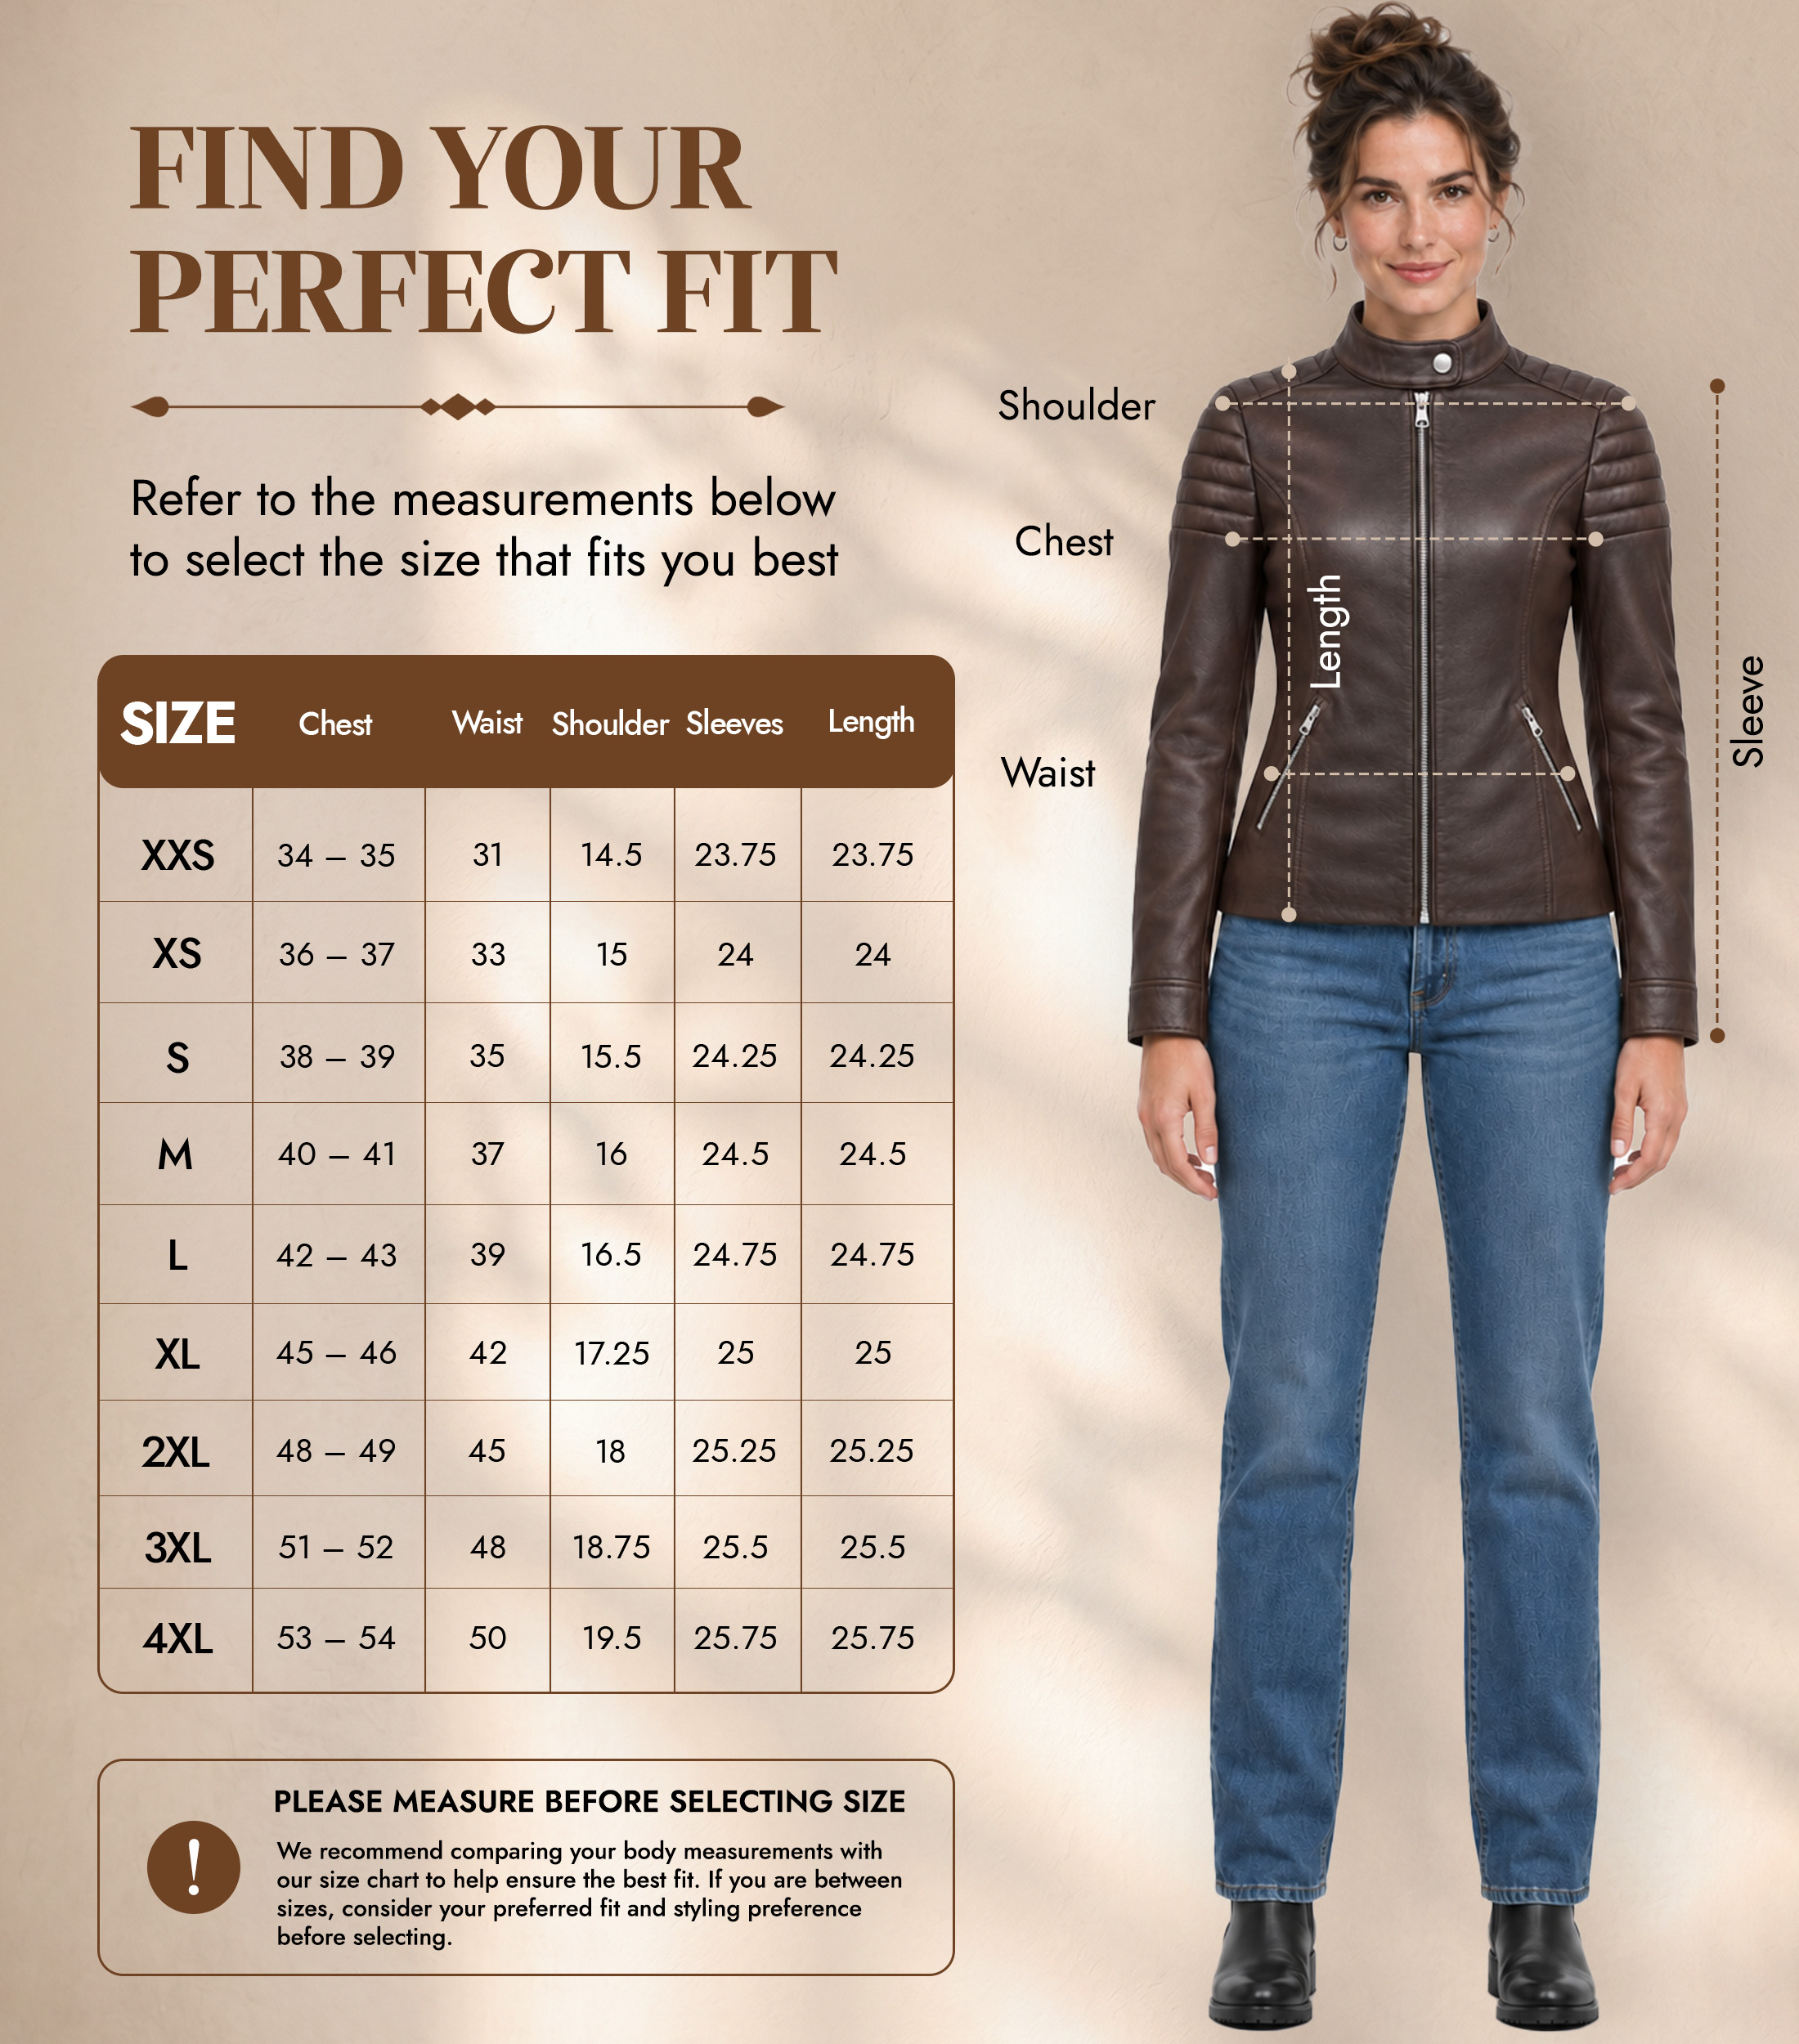 FIND YOUR
PERFECT FIT
Refer to the measurements below
to select the size that fits you best
SIZE Chest Waist Shoulder Sleeves Length
XXS 34 – 35 31 14.5 23.75 23.75
XS 36 – 37 33 15 24 24
S 38 – 39 35 15.5 24.25 24.25
M 40 – 41 37 16 24.5 24.5
L 42 – 43 39 16.5 24.75 24.75
XL 45 – 46 42 17.25 25 25
2XL 48 – 49 45 18 25.25 25.25
3XL 51 – 52 48 18.75 25.5 25.5
4XL 53 – 54 50 19.5 25.75 25.75
PLEASE MEASURE BEFORE SELECTING SIZE
We recommend comparing your body measurements with
our size chart to help ensure the best fit. If you are between
sizes, consider your preferred fit and styling preference
before selecting.
!
Shoulder
Chest
Length
Waist
Sleeve